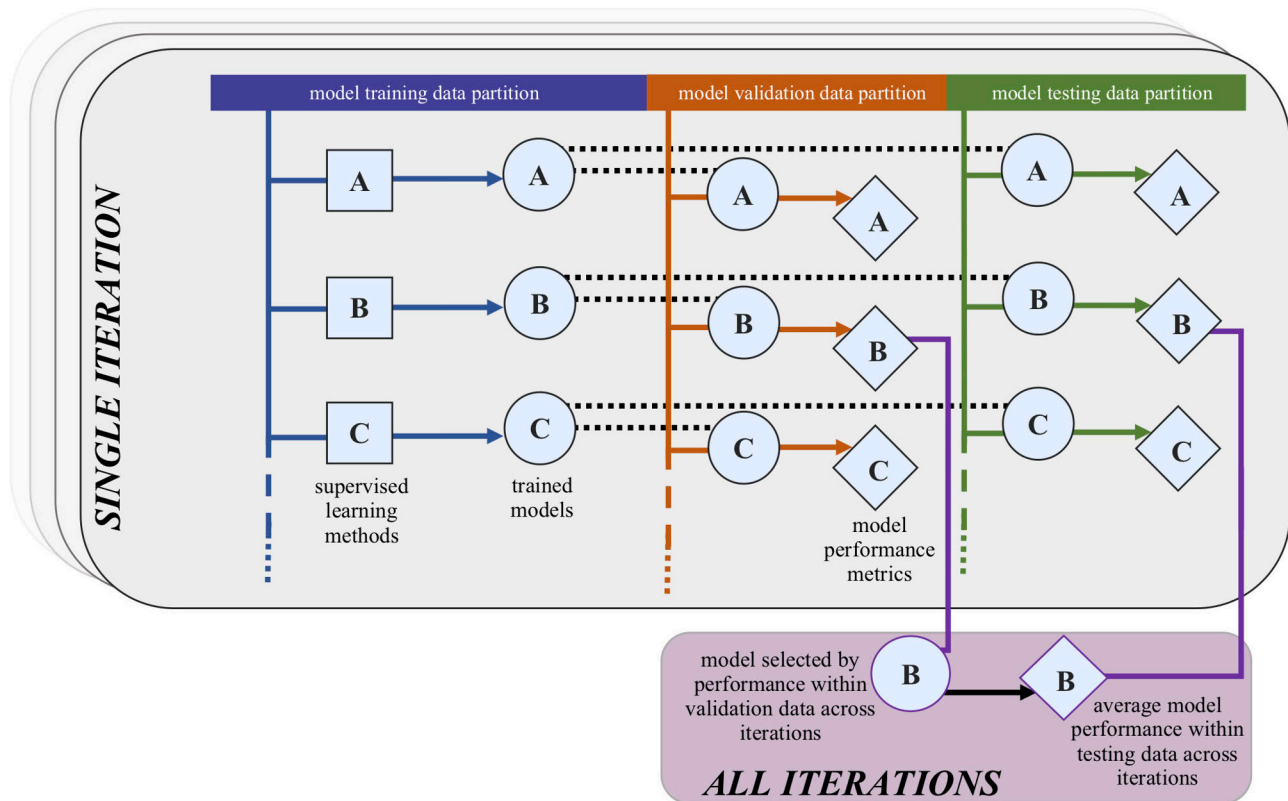 model training data partition
model validation data partition
model testing data partition
SINGLE ITERATION
A
A
A
A
A
A
B
B
B
B
B
B
C
C
C
C
C
C
supervised
learning
methods
trained
models
model
performance
metrics
model selected by
performance within
validation data across
iterations
B
B
average model
performance within
testing data across
iterations
ALL ITERATIONS